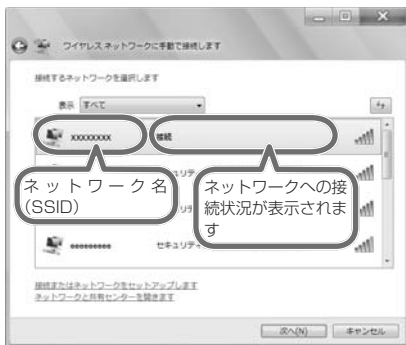 ワイヤレス ネットワークに手動で接続します
接続するネットワークを選択します
表示 すべて
xxxxxxxx 接続
ネットワーク名
(SSID)
ネットワークへの接
続状況が表示されま
す
セキュリティ
接続またはネットワークをセットアップします
ネットワークと共有センターを開きます
次へ(N) キャンセル